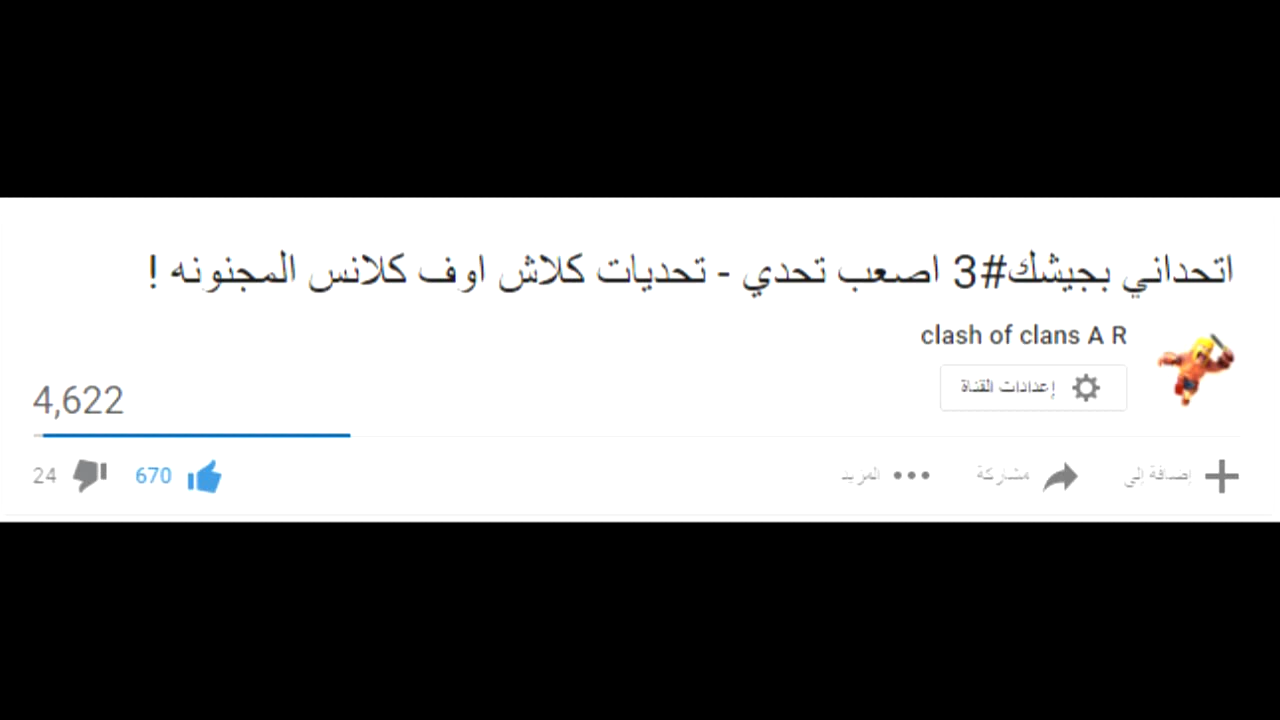 اتحداني بجيشك#3 اصعب تحدي - تحديات كلاش اوف كلانس المجنونه !
clash of clans A R
إعدادات القناة
4,622
إضافة إلى مشاركة المزيد 670 24